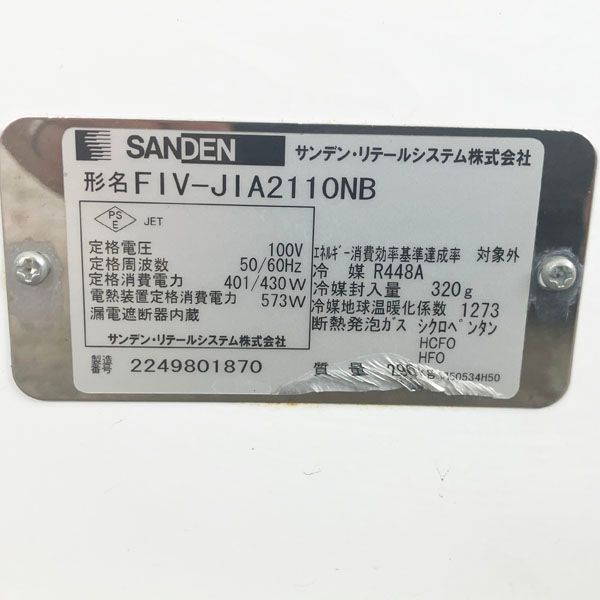 SANDEN サンデン・リテールシステム株式会社
形名 FIV-JIA2110NB
PS E JET
定格電圧 100V
定格周波数 50/60Hz
定格消費電力 401/430W
電熱装置定格消費電力 573W
漏電遮断器内蔵
サンデン・リテールシステム株式会社
エネルギー消費効率基準達成率 対象外
冷媒 R448A
冷媒封入量 320g
冷媒地球温暖化係数 1273
断熱発泡ガス シクロペンタン
HCFO
HFO
製造番号 2249801870
質量 290kg